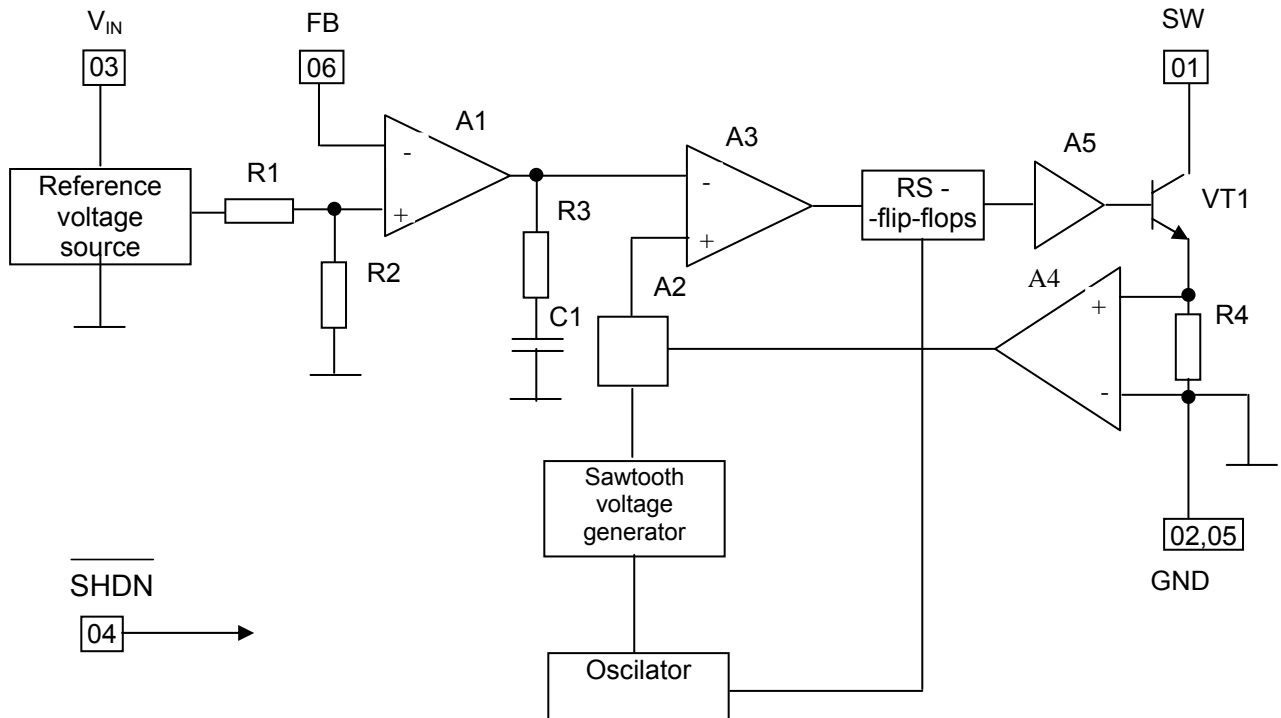 V_IN
FB
SW
03
06
01
A1
A3
A5
-
+
R1
Reference
voltage
source
R2
R3
C1
-
+
A2
RS -
-flip-flops
VT1
A4
+
-
R4
Sawtooth
voltage
generator
02,05
GND
SHDN
04
Oscilator